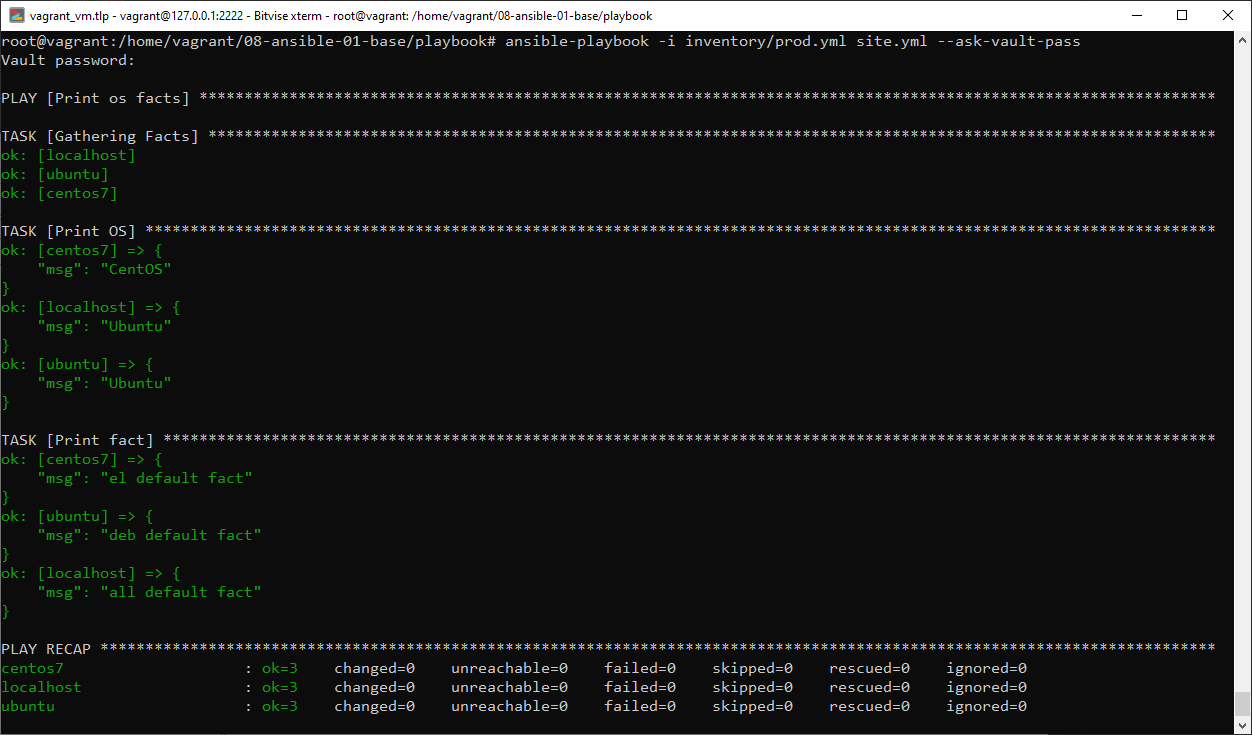 vagrant_vm.tlp - vagrant@127.0.0.1:2222 - Bitvise xterm - root@vagrant: /home/vagrant/08-ansible-01-base/playbook
root@vagrant:/home/vagrant/08-ansible-01-base/playbook# ansible-playbook -i inventory/prod.yml site.yml --ask-vault-pass
Vault password:
PLAY [Print os facts] *****************************************************************************************************************
TASK [Gathering Facts] ****************************************************************************************************************
ok: [localhost]
ok: [ubuntu]
ok: [centos7]
TASK [Print OS] ***********************************************************************************************************************
ok: [centos7] => {
    "msg": "CentOS"
}
ok: [localhost] => {
    "msg": "Ubuntu"
}
ok: [ubuntu] => {
    "msg": "Ubuntu"
}
TASK [Print fact] *********************************************************************************************************************
ok: [centos7] => {
    "msg": "el default fact"
}
ok: [ubuntu] => {
    "msg": "deb default fact"
}
ok: [localhost] => {
    "msg": "all default fact"
}
PLAY RECAP ****************************************************************************************************************************
centos7                    : ok=3    changed=0    unreachable=0    failed=0    skipped=0    rescued=0    ignored=0
localhost                  : ok=3    changed=0    unreachable=0    failed=0    skipped=0    rescued=0    ignored=0
ubuntu                     : ok=3    changed=0    unreachable=0    failed=0    skipped=0    rescued=0    ignored=0